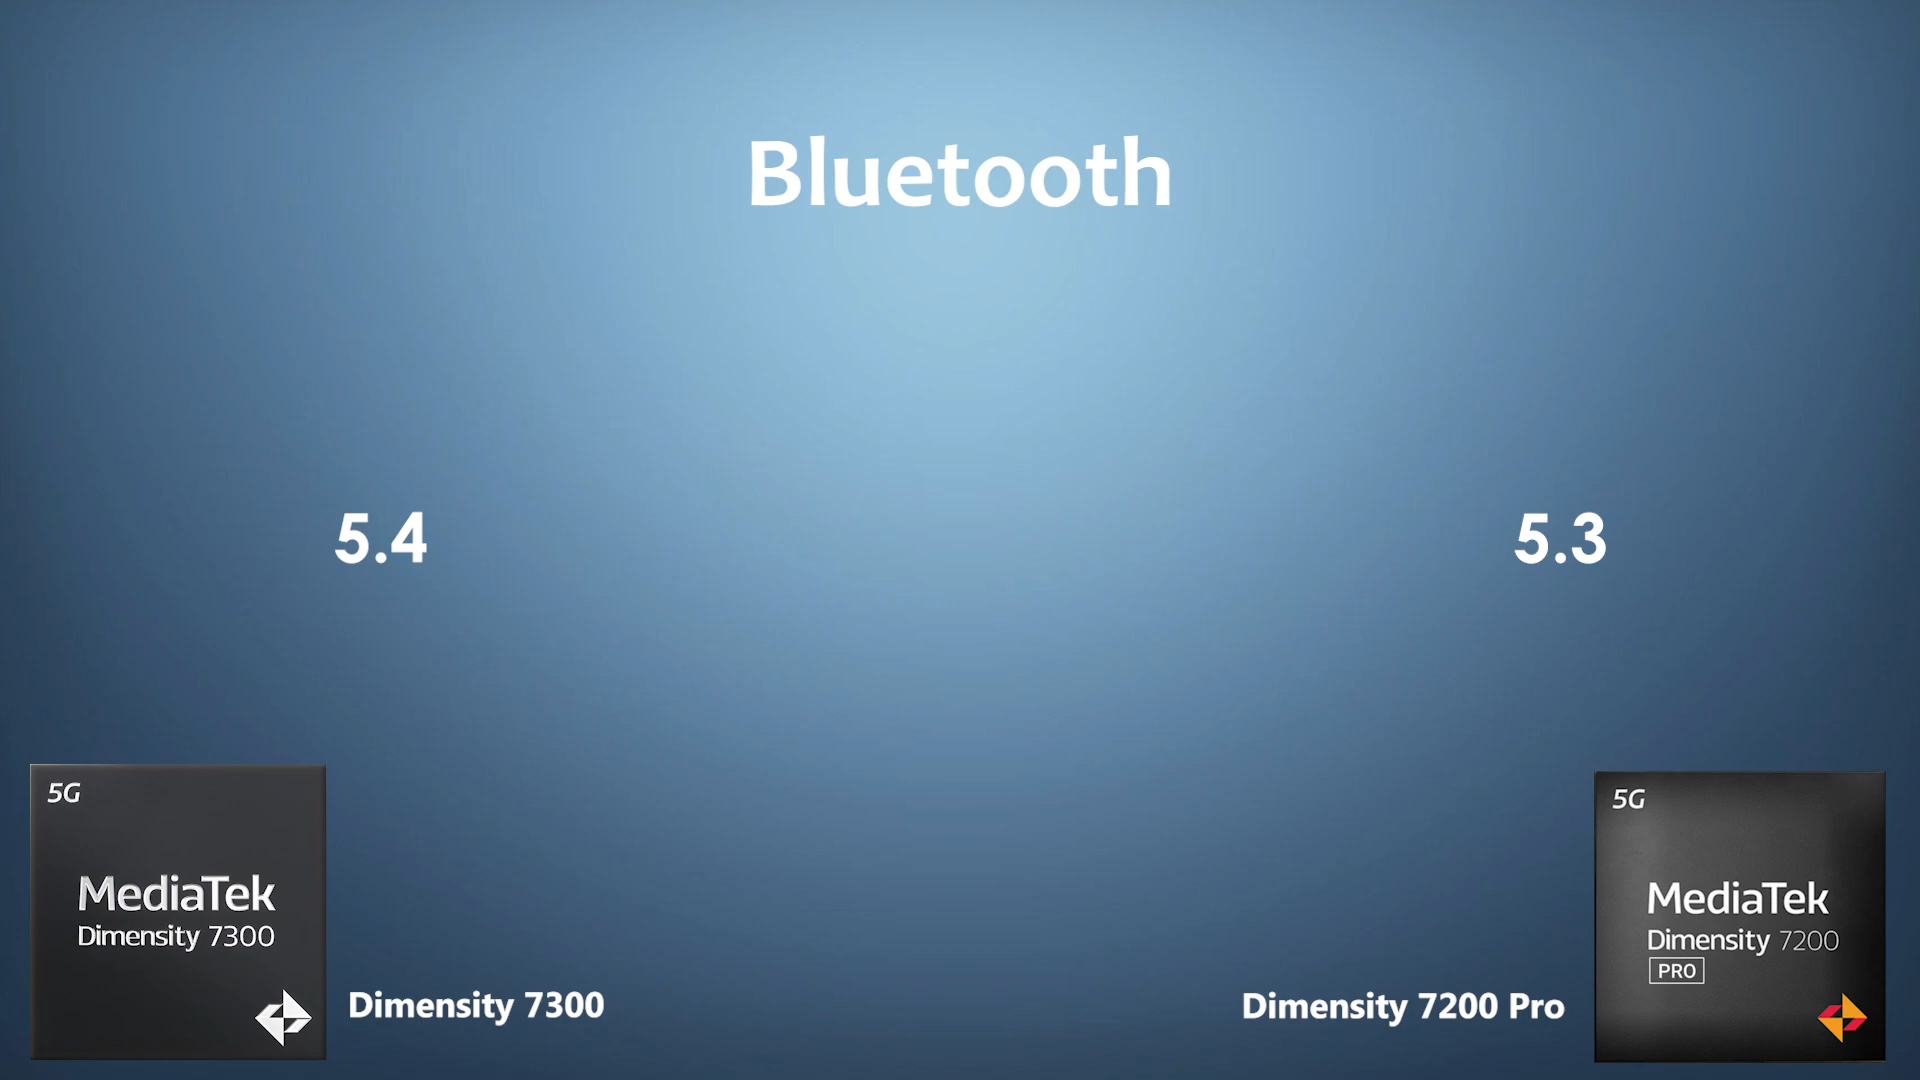 Bluetooth
5.4
5.3
5G
MediaTek
Dimensity 7300
Dimensity 7300
Dimensity 7200 Pro
5G
MediaTek
Dimensity 7200
PRO